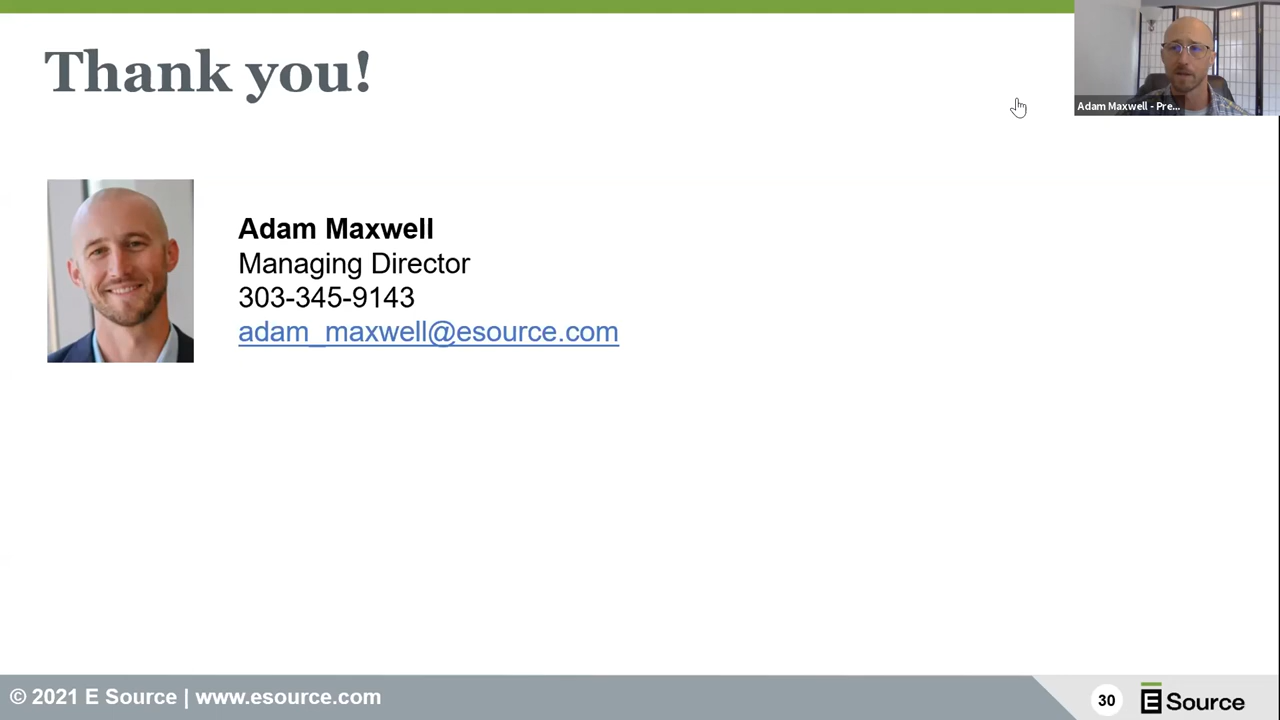 Thank you!
Adam Maxwell - Pre...
Adam Maxwell
Managing Director
303-345-9143
adam_maxwell@esource.com
© 2021 E Source | www.esource.com
30
E Source